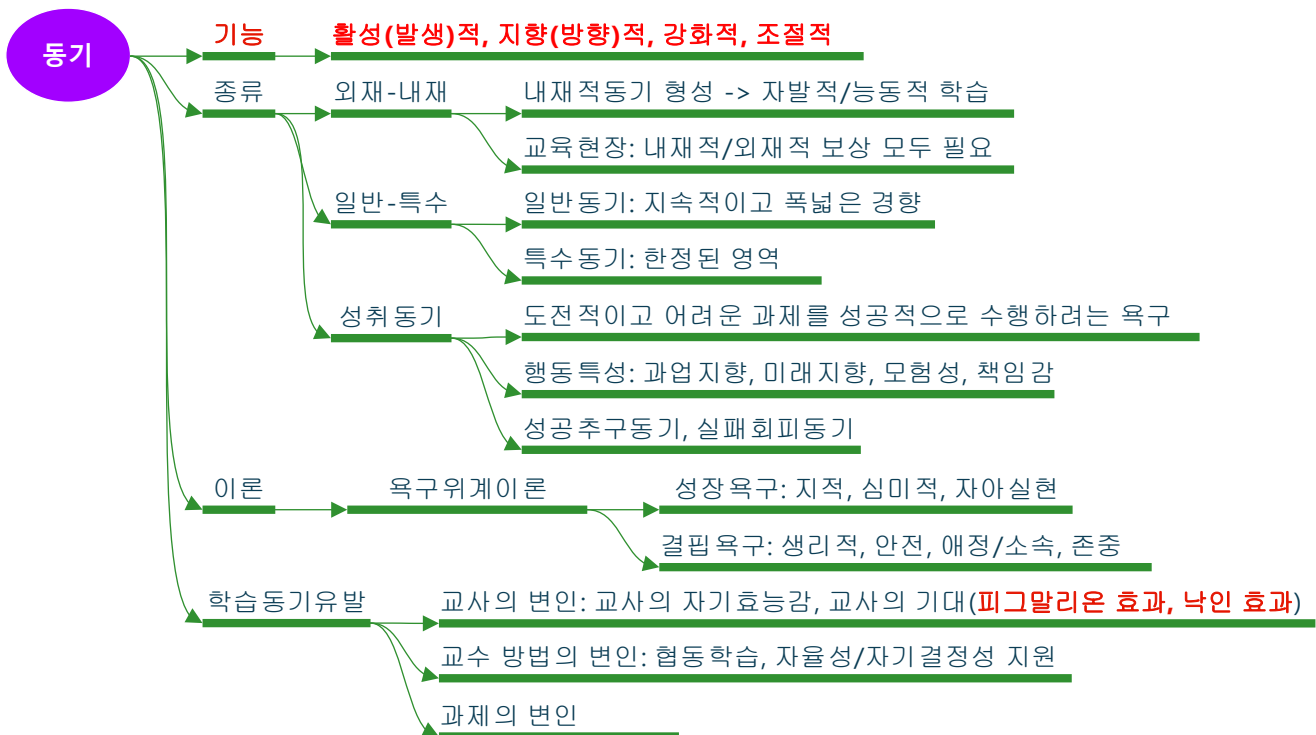 동기
기능
활성(발생)적, 지향(방향)적, 강화적, 조절적
종류
외재-내재
내재적동기 형성 -> 자발적/능동적 학습
교육현장: 내재적/외재적 보상 모두 필요
일반-특수
일반동기: 지속적이고 폭넓은 경향
특수동기: 한정된 영역
성취동기
도전적이고 어려운 과제를 성공적으로 수행하려는 욕구
행동특성: 과업지향, 미래지향, 모험성, 책임감
성공추구동기, 실패회피동기
이론
욕구위계이론
성장욕구: 지적, 심미적, 자아실현
결핍욕구: 생리적, 안전, 애정/소속, 존중
학습동기유발
교사의 변인: 교사의 자기효능감, 교사의 기대(피그말리온 효과, 낙인 효과)
교수 방법의 변인: 협동학습, 자율성/자기결정성 지원
과제의 변인